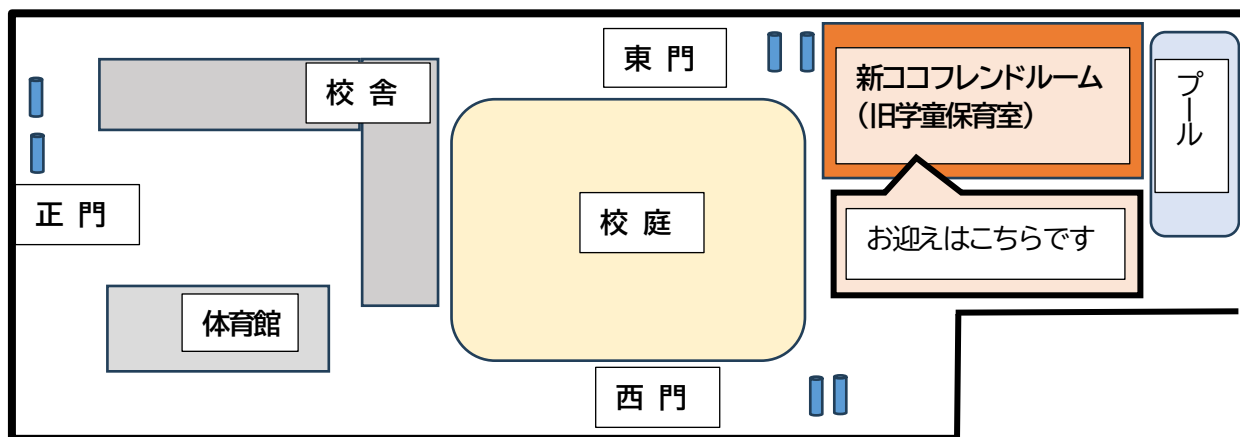 東 門
新ココフレンドルーム
（旧学童保育室）
プール
校 舎
正 門
校 庭
お迎えはこちらです
体育館
西 門